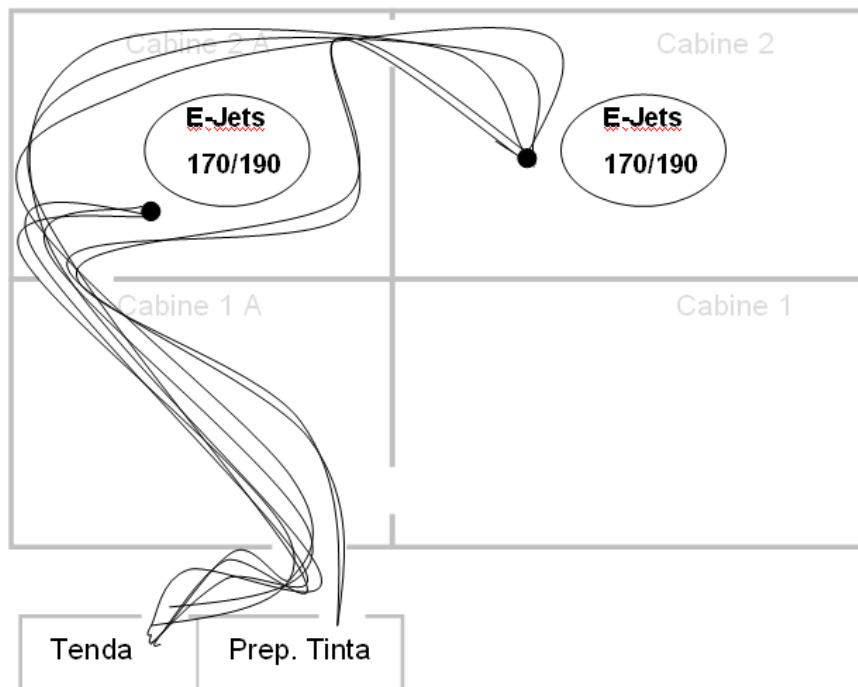 Cabine 2 A
Cabine 2
E-Jets
170/190
E-Jets
170/190
Cabine 1 A
Cabine 1
Tenda
Prep. Tinta